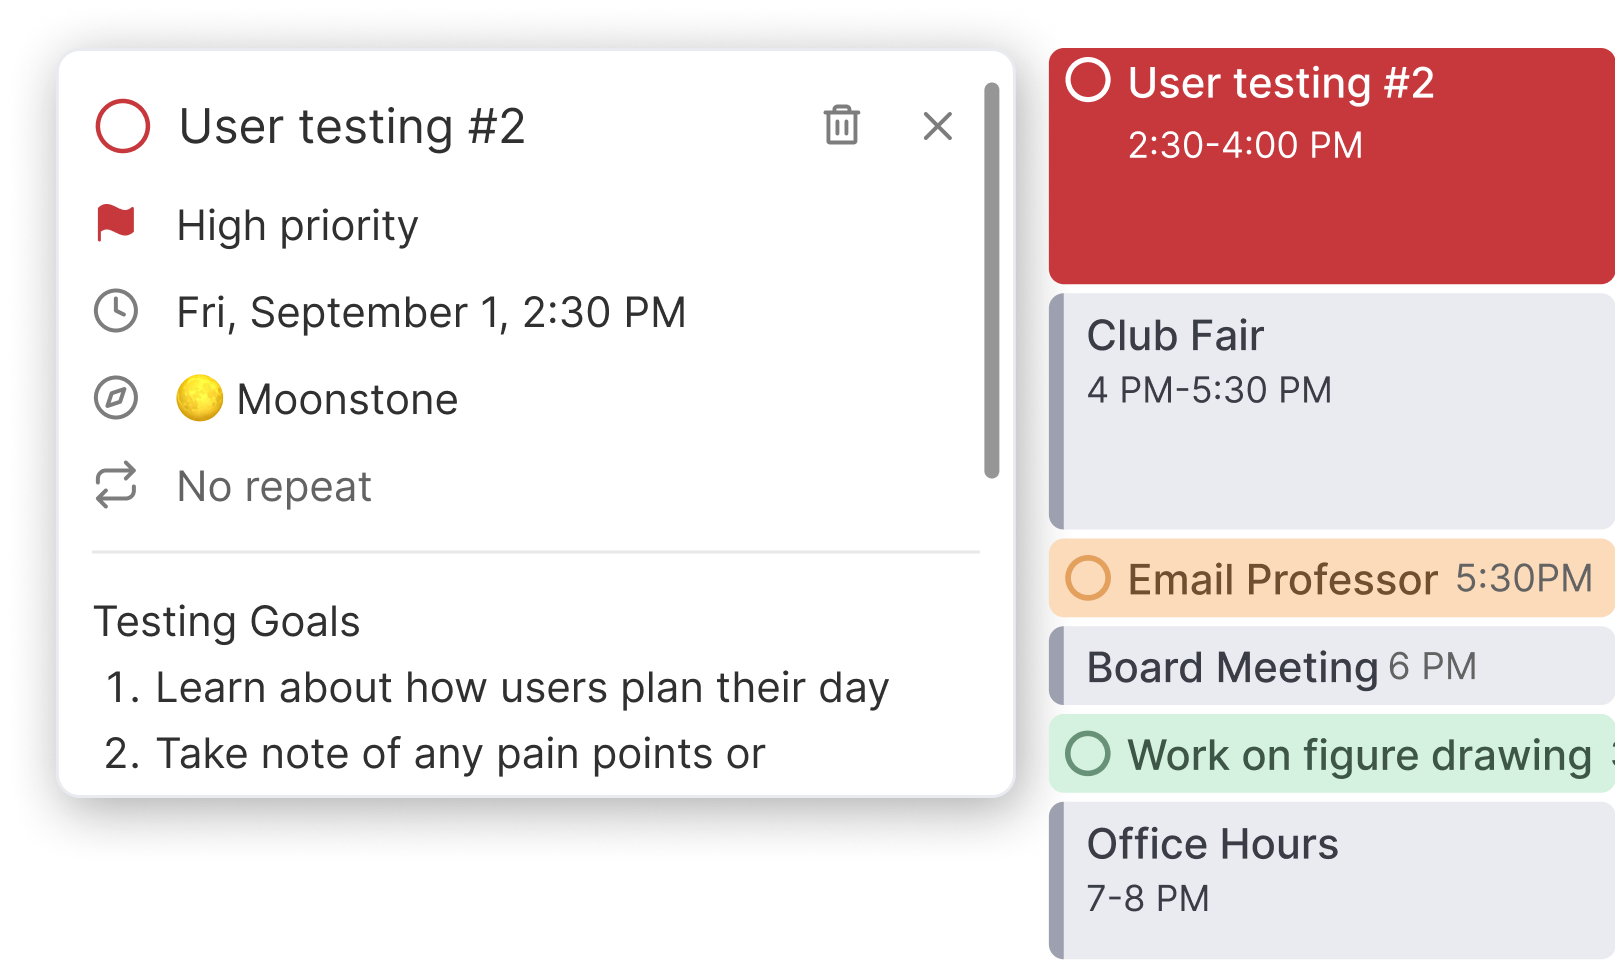 User testing #2
High priority
Fri, September 1, 2:30 PM
Moonstone
No repeat
Testing Goals
1. Learn about how users plan their day
2. Take note of any pain points or
User testing #2
2:30-4:00 PM
Club Fair
4 PM-5:30 PM
Email Professor 5:30PM
Board Meeting 6 PM
Work on figure drawing
Office Hours
7-8 PM